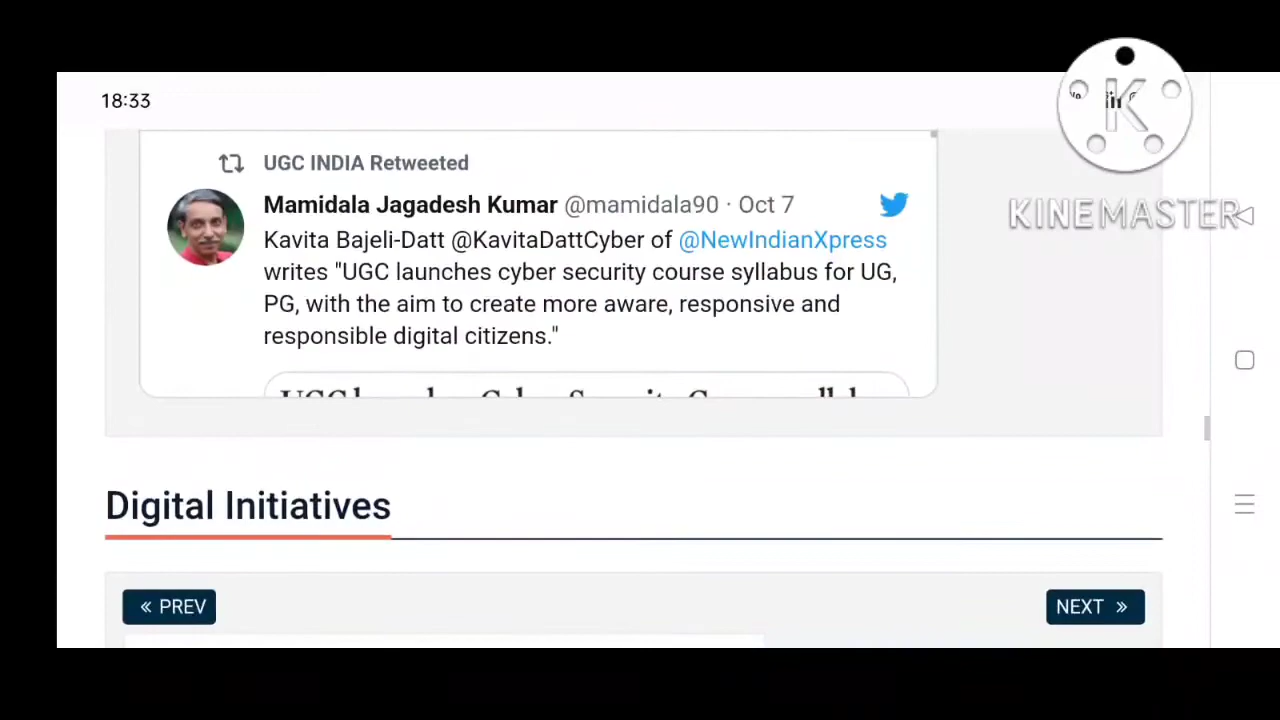 18:33
KINEMASTER
UGC INDIA Retweeted
Mamidala Jagadesh Kumar @mamidala90 · Oct 7
Kavita Bajeli-Datt @KavitaDattCyber of @NewIndianXpress
writes "UGC launches cyber security course syllabus for UG,
PG, with the aim to create more aware, responsive and
responsible digital citizens."
Digital Initiatives
« PREV
NEXT »